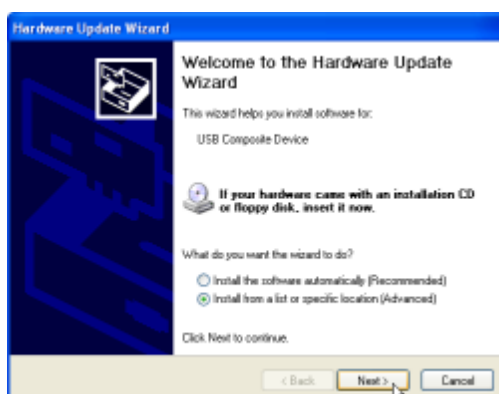 Hardware Update Wizard
Welcome to the Hardware Update
Wizard
This wizard helps you install software for:
USB Composite Device
If your hardware came with an installation CD
or floppy disk, insert it now.
What do you want the wizard to do?
Install the software automatically (Recommended)
Install from a list or specific location (Advanced)
Click Next to continue.
< Back Next > Cancel